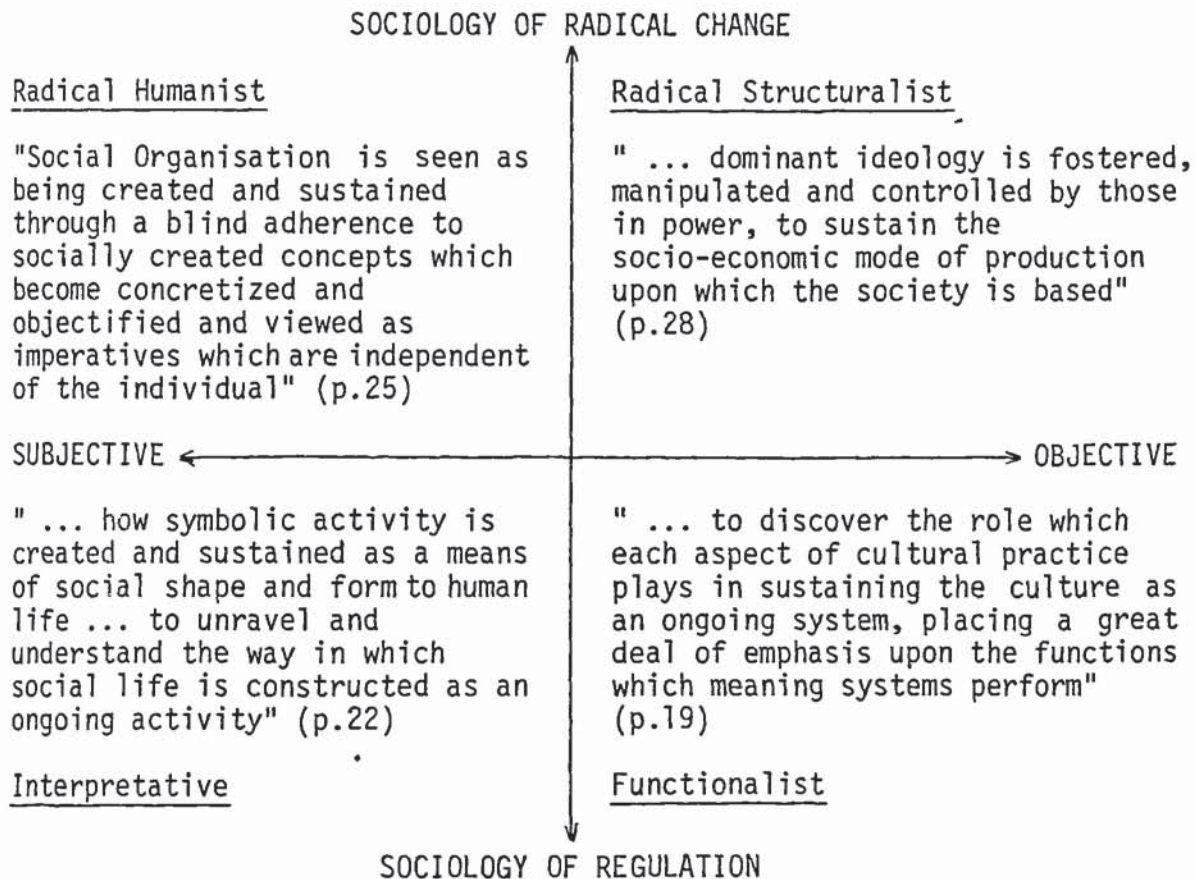 SOCIOLOGY OF RADICAL CHANGE
Radical Humanist
"Social Organisation is seen as
being created and sustained
through a blind adherence to
socially created concepts which
become concretized and
objectified and viewed as
imperatives which are independent
of the individual" (p.25)
Radical Structuralist
" ... dominant ideology is fostered,
manipulated and controlled by those
in power, to sustain the
socio-economic mode of production
upon which the society is based"
(p.28)
SUBJECTIVE
OBJECTIVE
" ... how symbolic activity is
created and sustained as a means
of social shape and form to human
life ... to unravel and
understand the way in which
social life is constructed as an
ongoing activity" (p.22)
Interpretative
" ... to discover the role which
each aspect of cultural practice
plays in sustaining the culture as
an ongoing system, placing a great
deal of emphasis upon the functions
which meaning systems perform"
(p.19)
Functionalist
SOCIOLOGY OF REGULATION